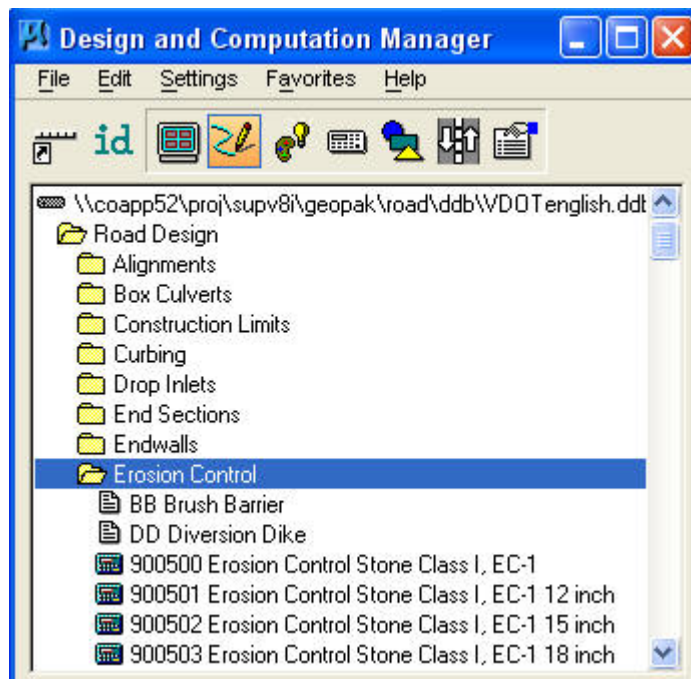 Design and Computation Manager
File Edit Settings Favorites Help
id
\\coapp52\proj\supv8i\geopak\road\ddb\VDOTenglish.ddb
Road Design
Alignments
Box Culverts
Construction Limits
Curbing
Drop Inlets
End Sections
Endwalls
Erosion Control
BB Brush Barrier
DD Diversion Dike
900500 Erosion Control Stone Class I, EC-1
900501 Erosion Control Stone Class I, EC-1 12 inch
900502 Erosion Control Stone Class I, EC-1 15 inch
900503 Erosion Control Stone Class I, EC-1 18 inch